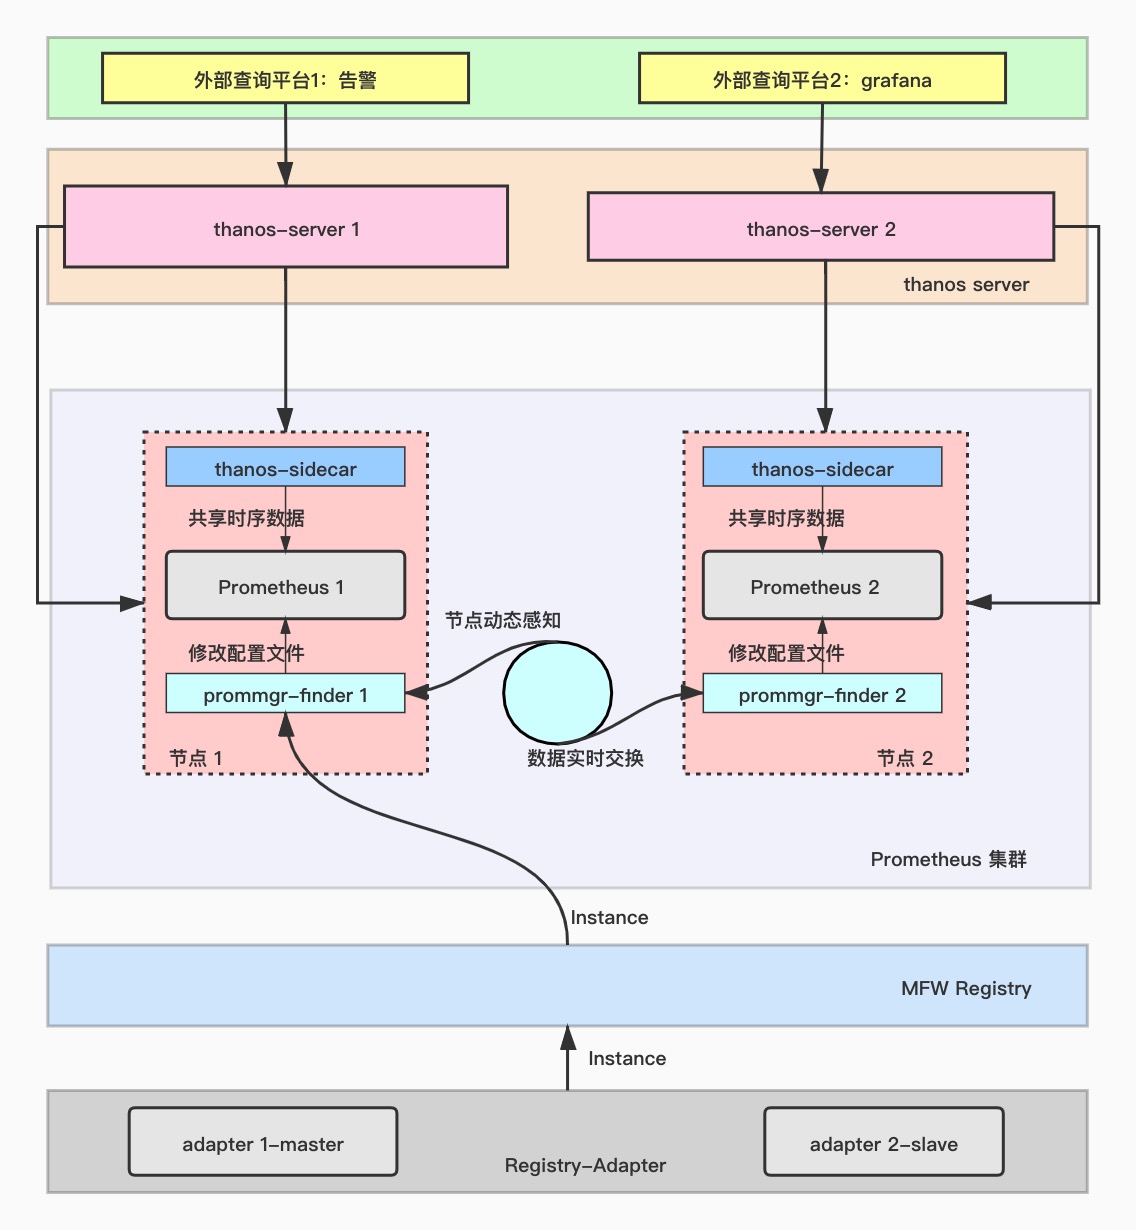 外部查询平台1：告警
外部查询平台2：grafana
thanos-server 1
thanos-server 2
thanos server
thanos-sidecar
共享时序数据
Prometheus 1
修改配置文件
prommgr-finder 1
节点 1
节点动态感知
数据实时交换
thanos-sidecar
共享时序数据
Prometheus 2
修改配置文件
prommgr-finder 2
节点 2
Prometheus 集群
Instance
MFW Registry
Instance
adapter 1-master
adapter 2-slave
Registry-Adapter